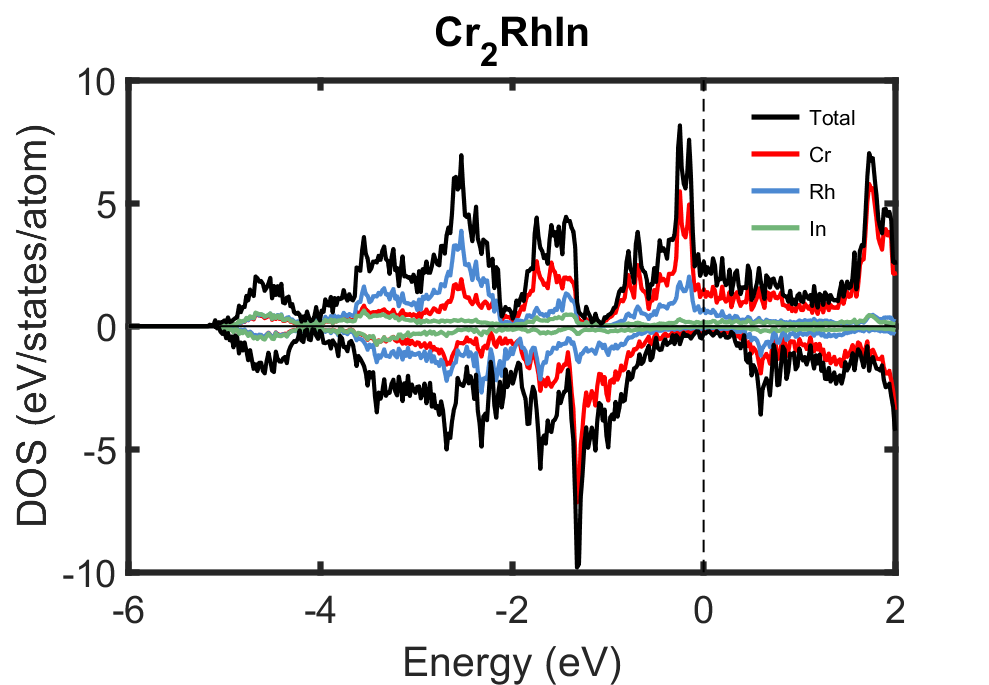 Cr2RhIn
10
5
0
-5
-10
DOS (eV/states/atom)
-6
-4
-2
0
2
Energy (eV)
Total
Cr
Rh
In